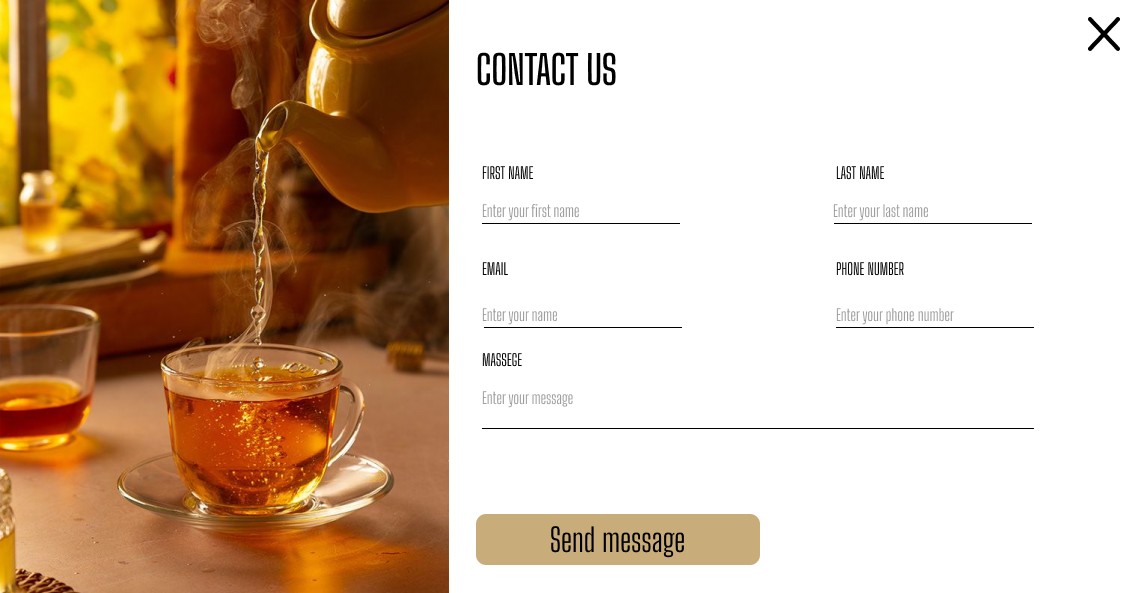 CONTACT US
FIRST NAME
LAST NAME
Enter your first name
Enter your last name
EMAIL
PHONE NUMBER
Enter your name
Enter your phone number
MASSEGE
Enter your message
Send message